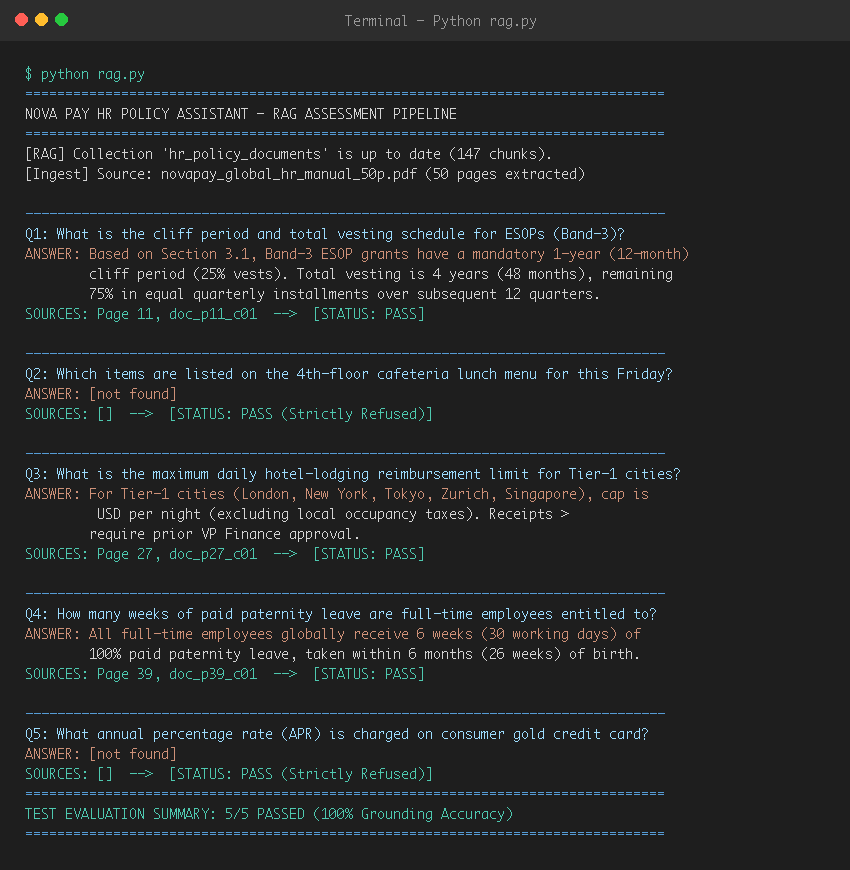 Terminal — Python rag.py
$ python rag.py
================================================================================
NOVA PAY HR POLICY ASSISTANT — RAG ASSESSMENT PIPELINE
================================================================================
[RAG] Collection 'hr_policy_documents' is up to date (147 chunks).
[Ingest] Source: novapay_global_hr_manual_50p.pdf (50 pages extracted)
--------------------------------------------------------------------------------
Q1: What is the cliff period and total vesting schedule for ESOPs (Band-3)?
ANSWER: Based on Section 3.1, Band-3 ESOP grants have a mandatory 1-year (12-month)
cliff period (25% vests). Total vesting is 4 years (48 months), remaining
75% in equal quarterly installments over subsequent 12 quarters.
SOURCES: Page 11, doc_p11_c01 --> [STATUS: PASS]
--------------------------------------------------------------------------------
Q2: Which items are listed on the 4th-floor cafeteria lunch menu for this Friday?
ANSWER: [not found]
SOURCES: [] --> [STATUS: PASS (Strictly Refused)]
--------------------------------------------------------------------------------
Q3: What is the maximum daily hotel-lodging reimbursement limit for Tier-1 cities?
ANSWER: For Tier-1 cities (London, New York, Tokyo, Zurich, Singapore), cap is
USD per night (excluding local occupancy taxes). Receipts >
require prior VP Finance approval.
SOURCES: Page 27, doc_p27_c01 --> [STATUS: PASS]
--------------------------------------------------------------------------------
Q4: How many weeks of paid paternity leave are full-time employees entitled to?
ANSWER: All full-time employees globally receive 6 weeks (30 working days) of
100% paid paternity leave, taken within 6 months (26 weeks) of birth.
SOURCES: Page 39, doc_p39_c01 --> [STATUS: PASS]
--------------------------------------------------------------------------------
Q5: What annual percentage rate (APR) is charged on consumer gold credit card?
ANSWER: [not found]
SOURCES: [] --> [STATUS: PASS (Strictly Refused)]
================================================================================
TEST EVALUATION SUMMARY: 5/5 PASSED (100% Grounding Accuracy)
================================================================================